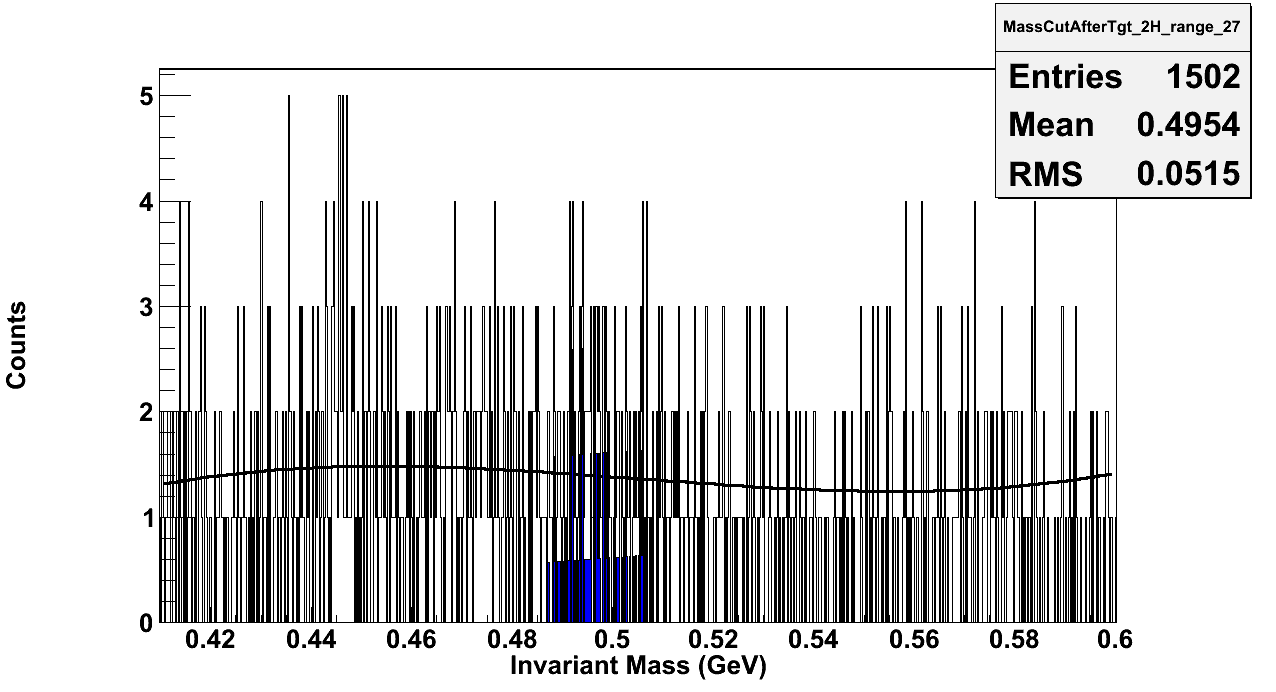 MassCutAfterTgt_2H_range_27
Entries 1502
Mean 0.4954
RMS 0.0515
Counts
5
4
3
2
1
0
0.42 0.44 0.46 0.48 0.5 0.52 0.54 0.56 0.58 0.6
Invariant Mass (GeV)